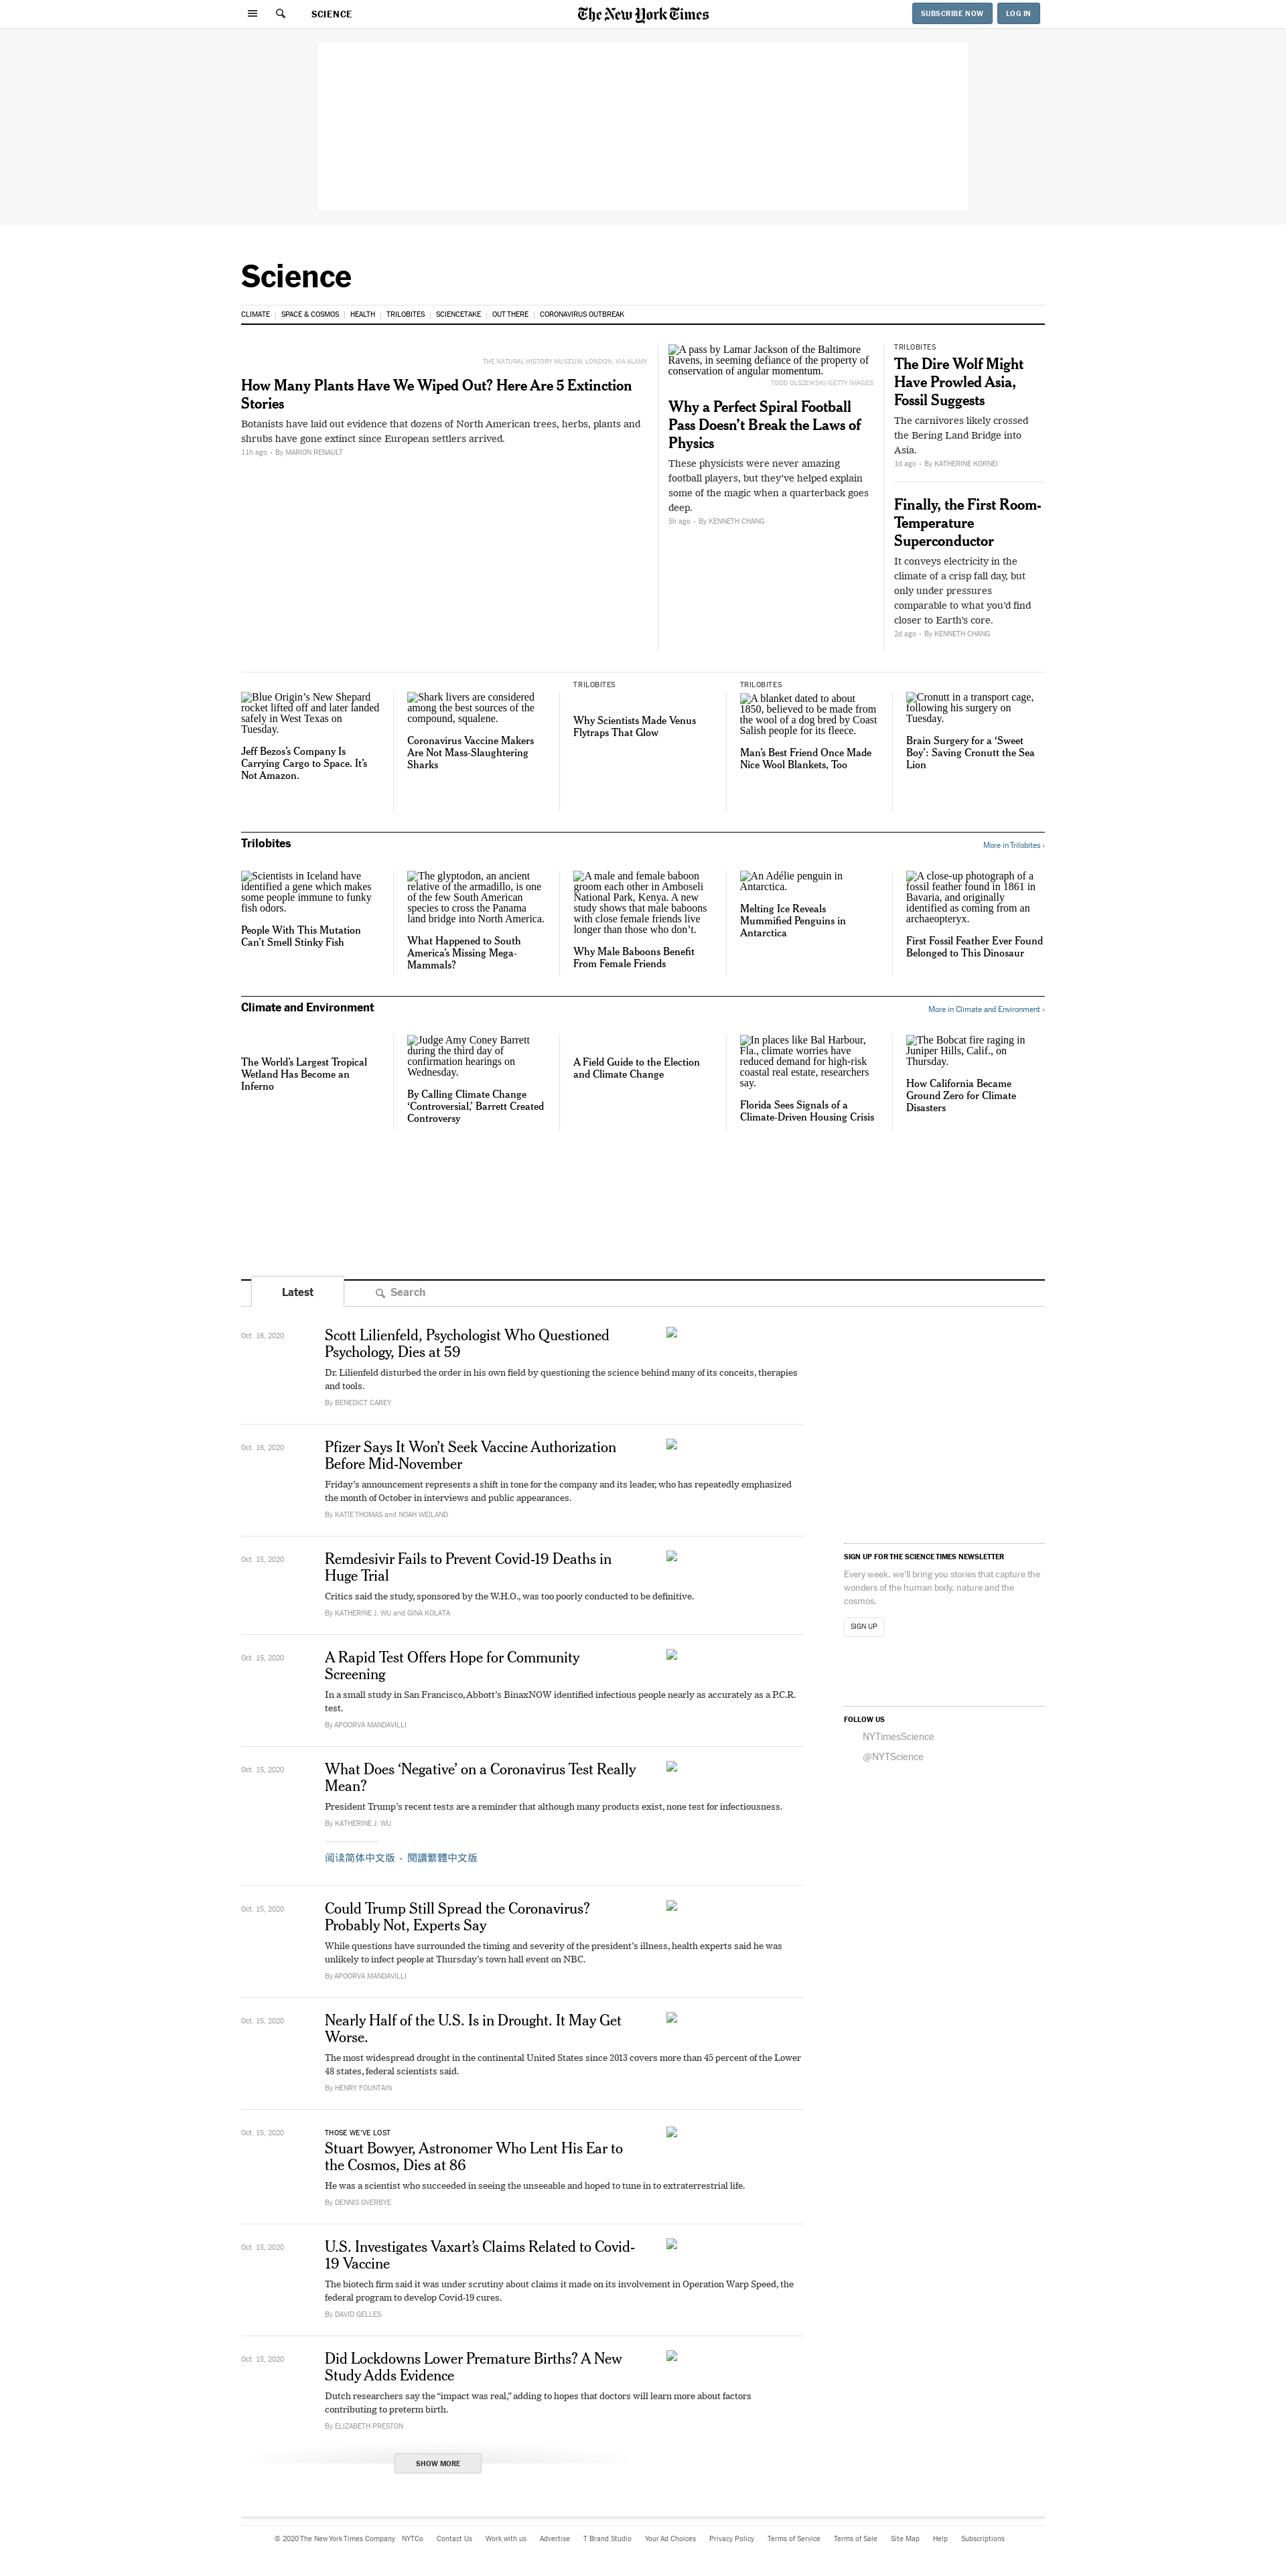 SCIENCE
The New York Times
SUBSCRIBE NOW
LOG IN
Science
CLIMATE
SPACE & COSMOS
HEALTH
TRILOBITES
SCIENCETAKE
OUT THERE
CORONAVIRUS OUTBREAK
THE NATURAL HISTORY MUSEUM, LONDON, VIA ALAMY
How Many Plants Have We Wiped Out? Here Are 5 Extinction
Stories
Botanists have laid out evidence that dozens of North American trees, herbs, plants and
shrubs have gone extinct since European settlers arrived.
11h ago • By MARION RENAULT
A pass by Lamar Jackson of the Baltimore
Ravens, in seeming defiance of the property of
conservation of angular momentum.
TODD OLSZEWSKI/GETTY IMAGES
Why a Perfect Spiral Football
Pass Doesn’t Break the Laws of
Physics
These physicists were never amazing
football players, but they’ve helped explain
some of the magic when a quarterback goes
deep.
5h ago • By KENNETH CHANG
TRILOBITES
The Dire Wolf Might
Have Prowled Asia,
Fossil Suggests
The carnivores likely crossed
the Bering Land Bridge into
Asia.
1d ago • By KATHERINE KORNEI
Finally, the First Room-
Temperature
Superconductor
It conveys electricity in the
climate of a crisp fall day, but
only under pressures
comparable to what you’d find
closer to Earth’s core.
2d ago • By KENNETH CHANG
Blue Origin’s New Shepard
rocket lifted off and later landed
safely in West Texas on
Tuesday.
Jeff Bezos’s Company Is
Carrying Cargo to Space. It’s
Not Amazon.
Shark livers are considered
among the best sources of the
compound, squalene.
Coronavirus Vaccine Makers
Are Not Mass-Slaughtering
Sharks
TRILOBITES
Why Scientists Made Venus
Flytraps That Glow
TRILOBITES
A blanket dated to about
1850, believed to be made from
the wool of a dog bred by Coast
Salish people for its fleece.
Man’s Best Friend Once Made
Nice Wool Blankets, Too
Cronutt in a transport cage,
following his surgery on
Tuesday.
Brain Surgery for a ‘Sweet
Boy’: Saving Cronutt the Sea
Lion
Trilobites
More in Trilobites ›
Scientists in Iceland have
identified a gene which makes
some people immune to funky
fish odors.
People With This Mutation
Can’t Smell Stinky Fish
The glyptodon, an ancient
relative of the armadillo, is one
of the few South American
species to cross the Panama
land bridge into North America.
What Happened to South
America’s Missing Mega-
Mammals?
A male and female baboon
groom each other in Amboseli
National Park, Kenya. A new
study shows that male baboons
with close female friends live
longer than those who don’t.
Why Male Baboons Benefit
From Female Friends
An Adélie penguin in
Antarctica.
Melting Ice Reveals
Mummified Penguins in
Antarctica
A close-up photograph of a
fossil feather found in 1861 in
Bavaria, and originally
identified as coming from an
archaeopteryx.
First Fossil Feather Ever Found
Belonged to This Dinosaur
Climate and Environment
More in Climate and Environment ›
The World’s Largest Tropical
Wetland Has Become an
Inferno
Judge Amy Coney Barrett
during the third day of
confirmation hearings on
Wednesday.
By Calling Climate Change
‘Controversial,’ Barrett Created
Controversy
A Field Guide to the Election
and Climate Change
In places like Bal Harbour,
Fla., climate worries have
reduced demand for high-risk
coastal real estate, researchers
say.
Florida Sees Signals of a
Climate-Driven Housing Crisis
The Bobcat fire raging in
Juniper Hills, Calif., on
Thursday.
How California Became
Ground Zero for Climate
Disasters
Latest
Search
Oct. 16, 2020
Scott Lilienfeld, Psychologist Who Questioned
Psychology, Dies at 59
Dr. Lilienfeld disturbed the order in his own field by questioning the science behind many of its conceits, therapies
and tools.
By BENEDICT CAREY
Oct. 16, 2020
Pfizer Says It Won’t Seek Vaccine Authorization
Before Mid-November
Friday’s announcement represents a shift in tone for the company and its leader, who has repeatedly emphasized
the month of October in interviews and public appearances.
By KATIE THOMAS and NOAH WEILAND
Oct. 15, 2020
Remdesivir Fails to Prevent Covid-19 Deaths in
Huge Trial
Critics said the study, sponsored by the W.H.O., was too poorly conducted to be definitive.
By KATHERINE J. WU and GINA KOLATA
Oct. 15, 2020
A Rapid Test Offers Hope for Community
Screening
In a small study in San Francisco, Abbott’s BinaxNOW identified infectious people nearly as accurately as a P.C.R.
test.
By APOORVA MANDAVILLI
Oct. 15, 2020
What Does ‘Negative’ on a Coronavirus Test Really
Mean?
President Trump’s recent tests are a reminder that although many products exist, none test for infectiousness.
By KATHERINE J. WU
阅读简体中文版 • 閱讀繁體中文版
Oct. 15, 2020
Could Trump Still Spread the Coronavirus?
Probably Not, Experts Say
While questions have surrounded the timing and severity of the president’s illness, health experts said he was
unlikely to infect people at Thursday’s town hall event on NBC.
By APOORVA MANDAVILLI
Oct. 15, 2020
Nearly Half of the U.S. Is in Drought. It May Get
Worse.
The most widespread drought in the continental United States since 2013 covers more than 45 percent of the Lower
48 states, federal scientists said.
By HENRY FOUNTAIN
Oct. 15, 2020
THOSE WE’VE LOST
Stuart Bowyer, Astronomer Who Lent His Ear to
the Cosmos, Dies at 86
He was a scientist who succeeded in seeing the unseeable and hoped to tune in to extraterrestrial life.
By DENNIS OVERBYE
Oct. 15, 2020
U.S. Investigates Vaxart’s Claims Related to Covid-
19 Vaccine
The biotech firm said it was under scrutiny about claims it made on its involvement in Operation Warp Speed, the
federal program to develop Covid-19 cures.
By DAVID GELLES
Oct. 15, 2020
Did Lockdowns Lower Premature Births? A New
Study Adds Evidence
Dutch researchers say the “impact was real,” adding to hopes that doctors will learn more about factors
contributing to preterm birth.
By ELIZABETH PRESTON
SHOW MORE
SIGN UP FOR THE SCIENCE TIMES NEWSLETTER
Every week, we’ll bring you stories that capture the
wonders of the human body, nature and the
cosmos.
SIGN UP
FOLLOW US
NYTimesScience
@NYTScience
© 2020 The New York Times Company NYTCo Contact Us Work with us Advertise T Brand Studio Your Ad Choices Privacy Policy Terms of Service Terms of Sale Site Map Help Subscriptions